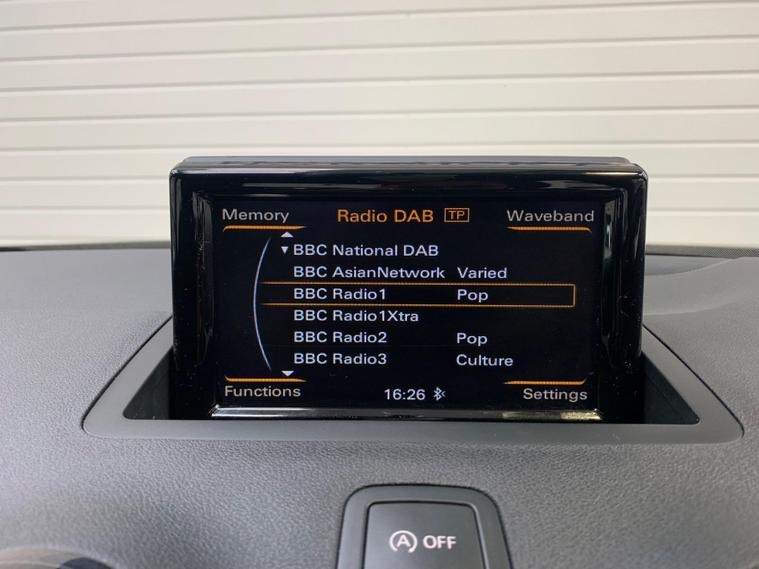 Memory Radio DAB TP Waveband
▼ BBC National DAB
BBC AsianNetwork Varied
BBC Radio1 Pop
BBC Radio1Xtra
BBC Radio2 Pop
BBC Radio3 Culture
Functions 16:26 Settings
A OFF